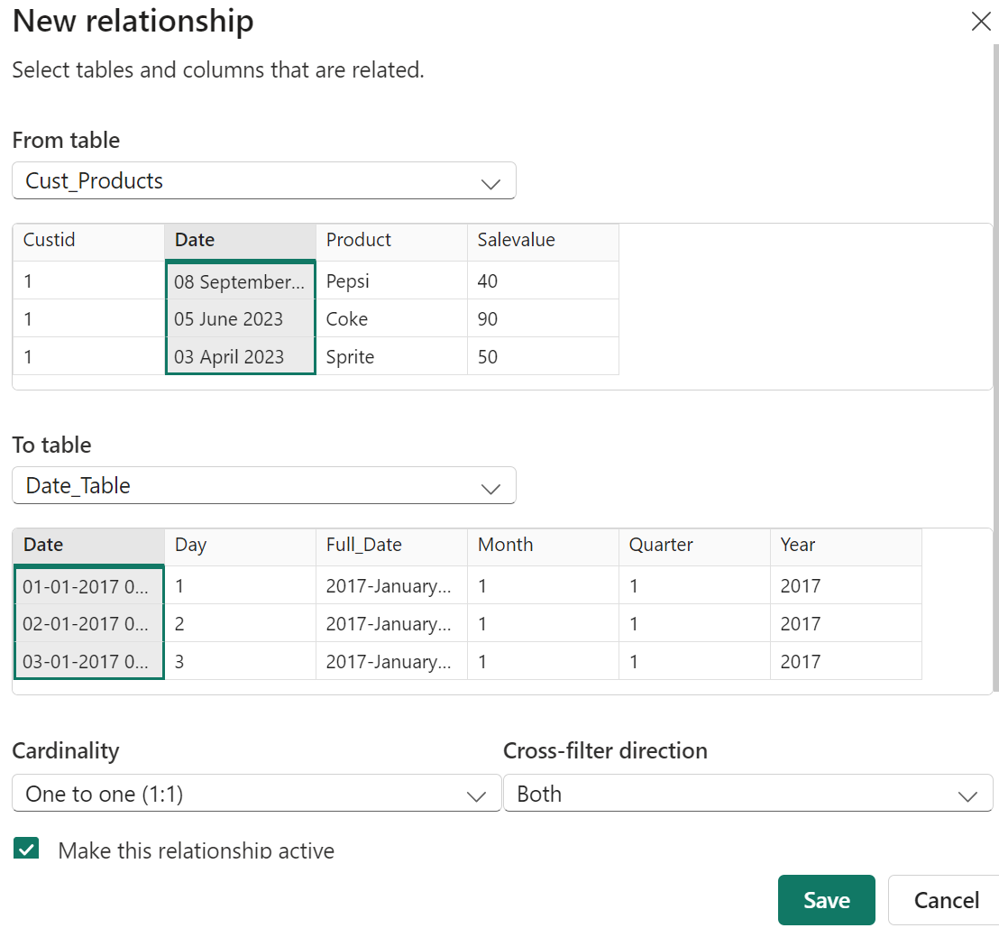 New relationship
Select tables and columns that are related.
From table
Cust_Products
Custid Date Product Salevalue
1 08 September... Pepsi 40
1 05 June 2023 Coke 90
1 03 April 2023 Sprite 50
To table
Date_Table
Date Day Full_Date Month Quarter Year
01-01-2017 0... 1 2017-January... 1 1 2017
02-01-2017 0... 2 2017-January... 1 1 2017
03-01-2017 0... 3 2017-January... 1 1 2017
Cardinality Cross-filter direction
One to one (1:1) Both
Make this relationship active
Save Cancel